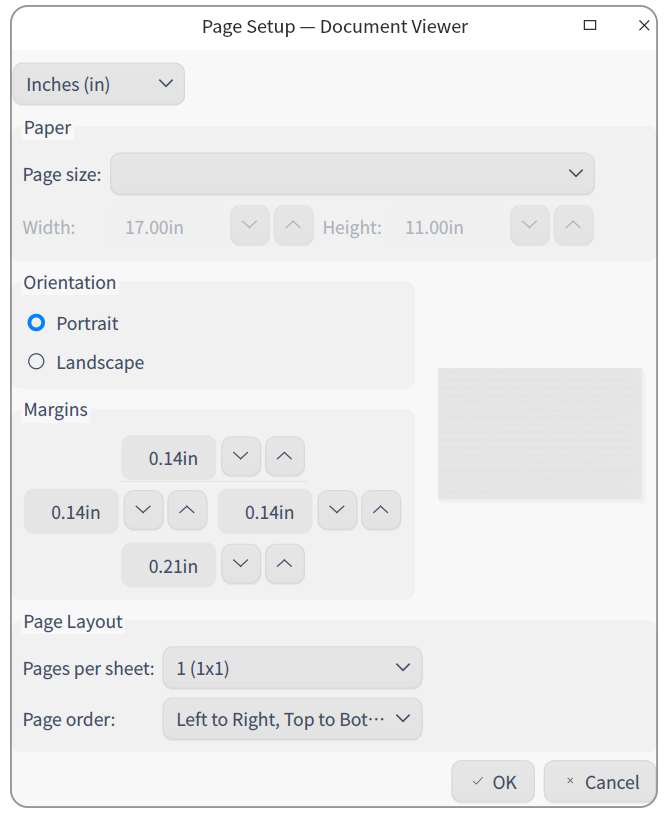 Page Setup — Document Viewer
Inches (in)
Paper
Page size:
Width: 17.00in Height: 11.00in
Orientation
Portrait
Landscape
Margins
0.14in
0.14in 0.14in
0.21in
Page Layout
Pages per sheet: 1 (1x1)
Page order: Left to Right, Top to Bot···
OK Cancel